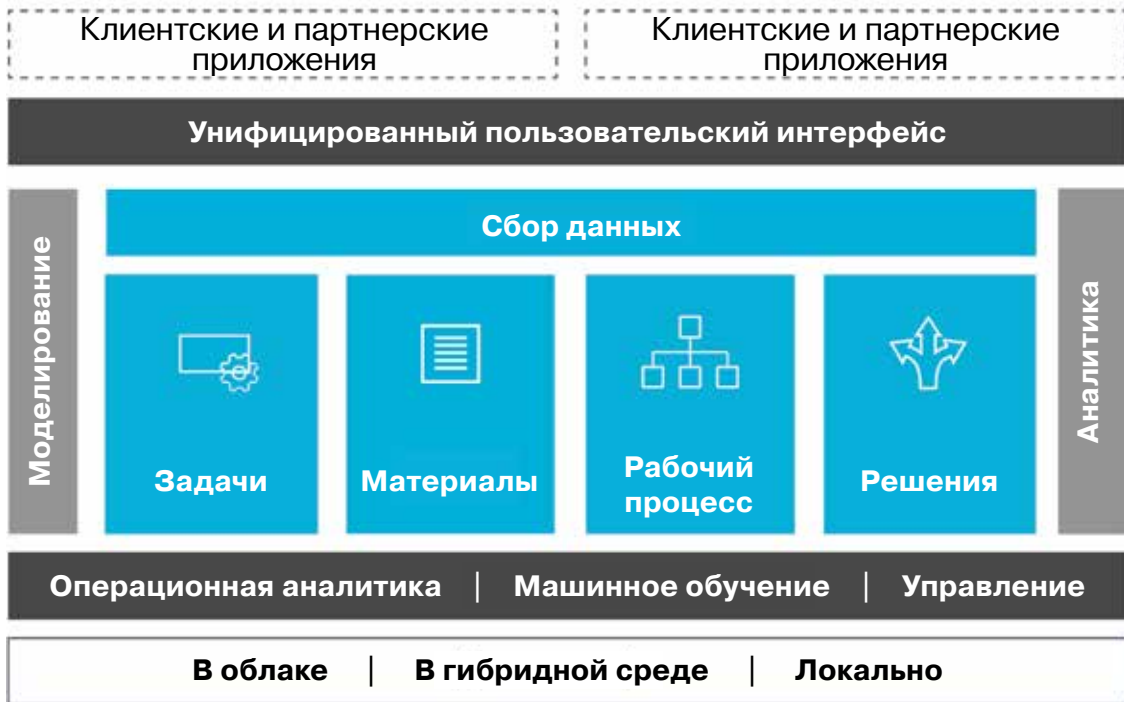 Клиентские и партнерские
приложения
Клиентские и партнерские
приложения
Унифицированный пользовательский интерфейс
Моделирование
Сбор данных
Задачи
Материалы
Рабочий
процесс
Решения
Аналитика
Операционная аналитика | Машинное обучение | Управление
В облаке | В гибридной среде | Локально